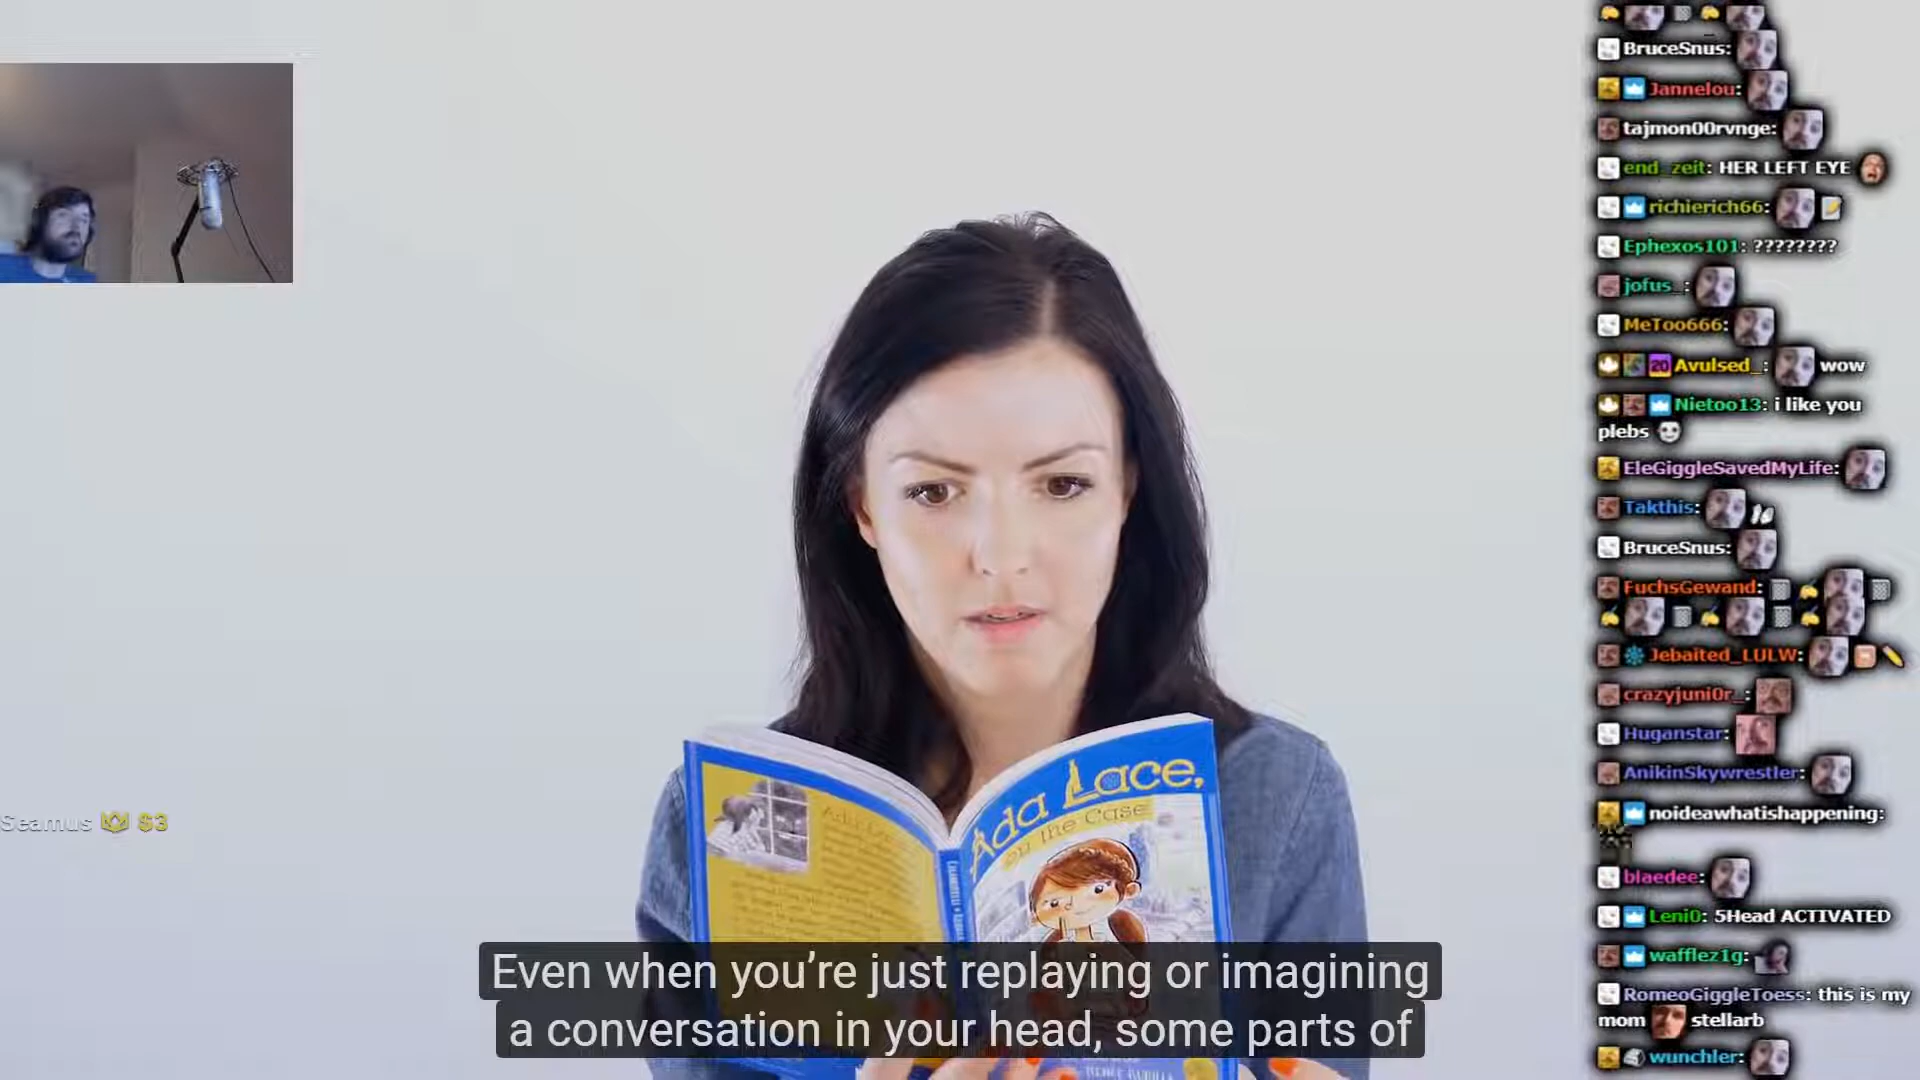 BruceSnus:
Jannelou:
tajmon00rvnge:
end_zeit: HER LEFT EYE
richierich66:
Ephexos101: ????????
jofus_:
MeToo666:
20 Avulsed_: wow
Nietoo13: i like you
plebs
EleGiggleSavedMyLife:
Takthis:
BruceSnus:
FuchsGewand:
Jebaited_LULW:
crazyjuni0r_:
Huganstar:
AnikinSkywrestler:
noideawhatishappening:
blaedee:
Leni0: 5Head ACTIVATED
wafflez1g:
RomeoGiggleToess: this is my
mom stellarb
wunchler:
Seamus $3
Ada Lace,
on the Case
Even when you’re just replaying or imagining
a conversation in your head, some parts of